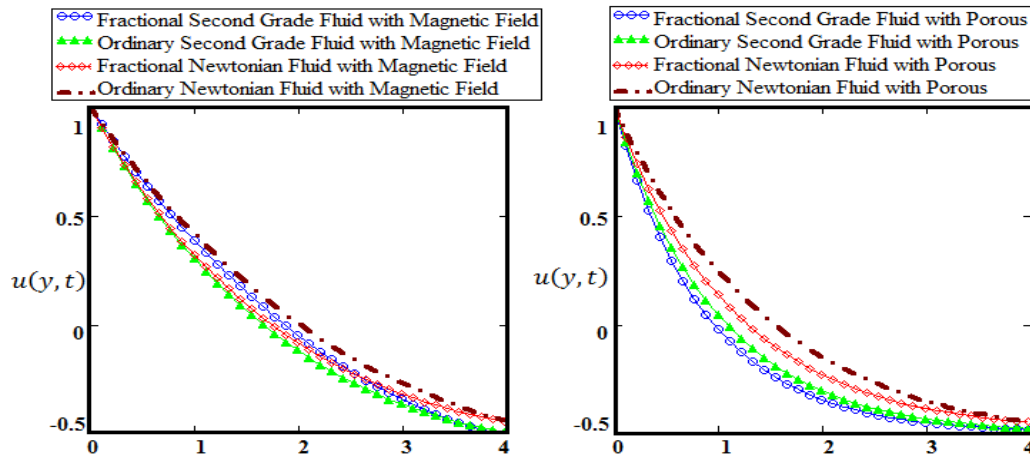 Fractional Second Grade Fluid with Magnetic Field
Ordinary Second Grade Fluid with Magnetic Field
Fractional Newtonian Fluid with Magnetic Field
Ordinary Newtonian Fluid with Magnetic Field
1
0.5
u(y,t)
0
-0.5
0 1 2 3 4
Fractional Second Grade Fluid with Porous
Ordinary Second Grade Fluid with Porous
Fractional Newtonian Fluid with Porous
Ordinary Newtonian Fluid with Porous
1
0.5
u(y,t)
0
-0.5
0 1 2 3 4